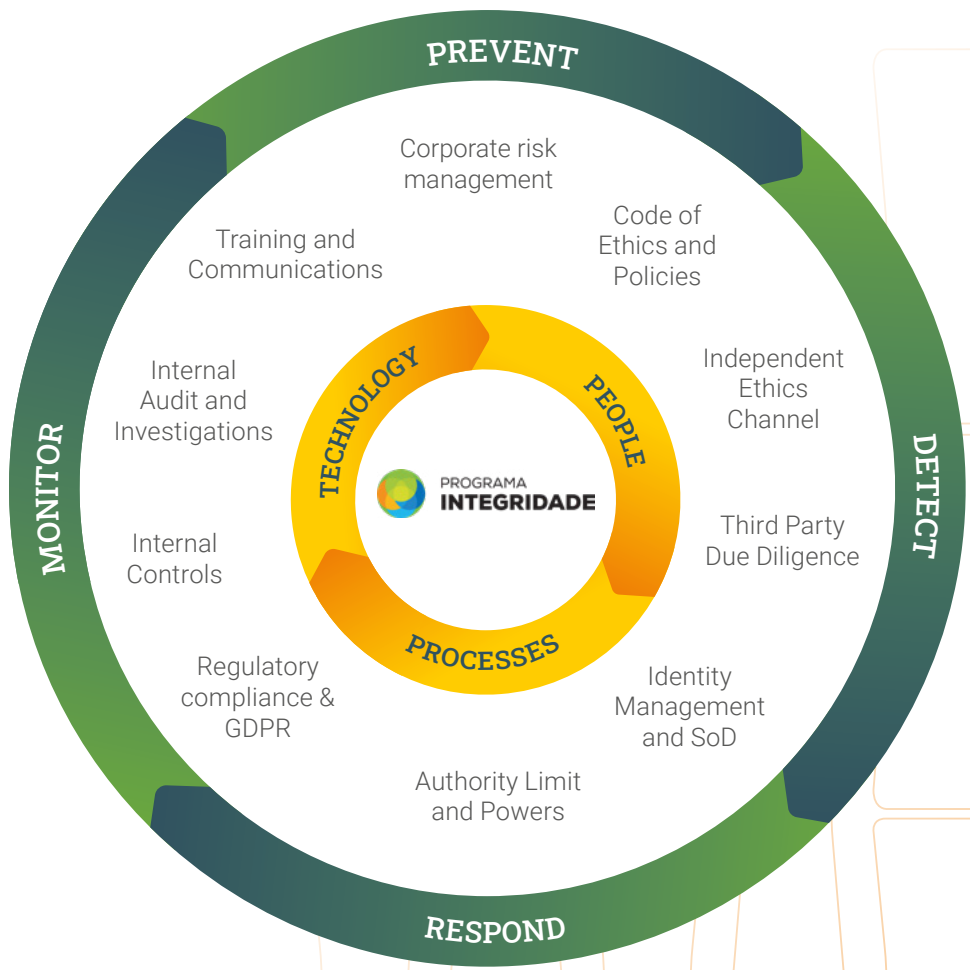 PREVENT
Corporate risk
management
Code of
Ethics and
Policies
Training and
Communications
Independent
Ethics
Channel
Internal
Audit and
Investigations
TECHNOLOGY
PEOPLE
PROGRAMA
INTEGRIDADE
MONITOR
DETECT
Third Party
Due Diligence
Internal
Controls
PROCESSES
Identity
Management
and SoD
Regulatory
compliance &
GDPR
Authority Limit
and Powers
RESPOND